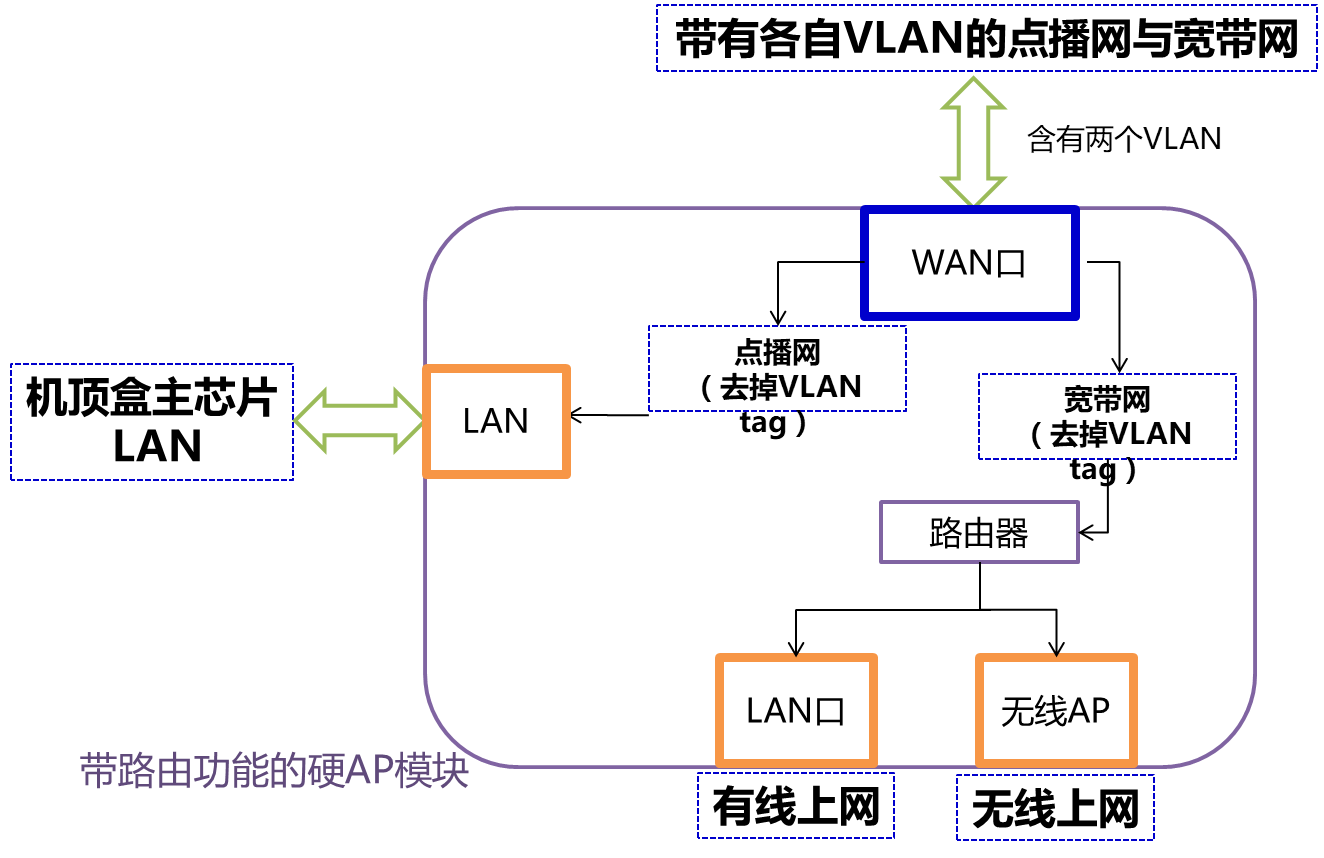 带有各自VLAN的点播网与宽带网
含有两个VLAN
WAN口
点播网
（去掉VLAN
tag）
宽带网
（去掉VLAN
tag）
机顶盒主芯片
LAN
LAN
路由器
LAN口
无线AP
带路由功能的硬AP模块
有线上网
无线上网